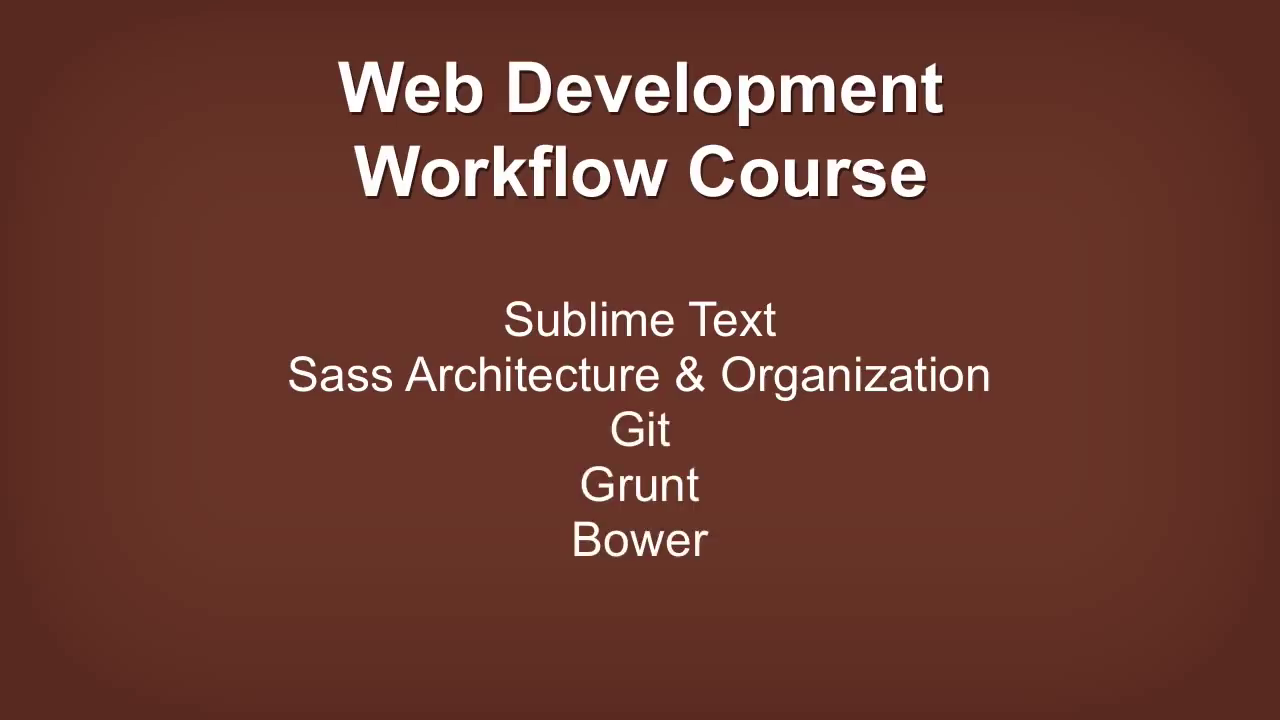 Web Development
Workflow Course
Sublime Text
Sass Architecture & Organization
Git
Grunt
Bower